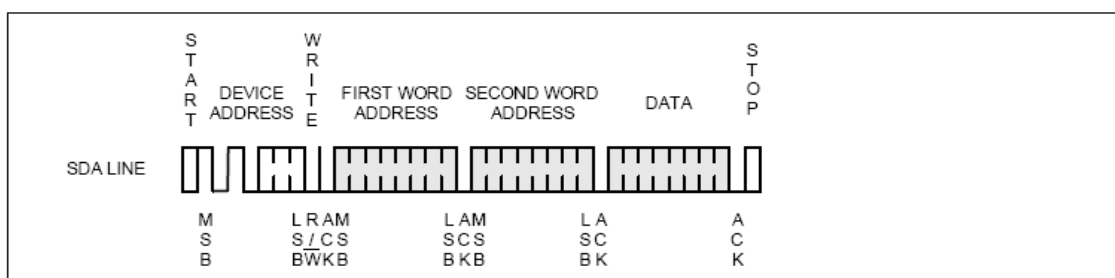 START
DEVICE ADDRESS
WRITE
FIRST WORD ADDRESS
SECOND WORD ADDRESS
DATA
STOP
SDA LINE
MSB
LSB
R/W
ACK
MSB
LSB
ACK
MSB
LSB
ACK
ACK